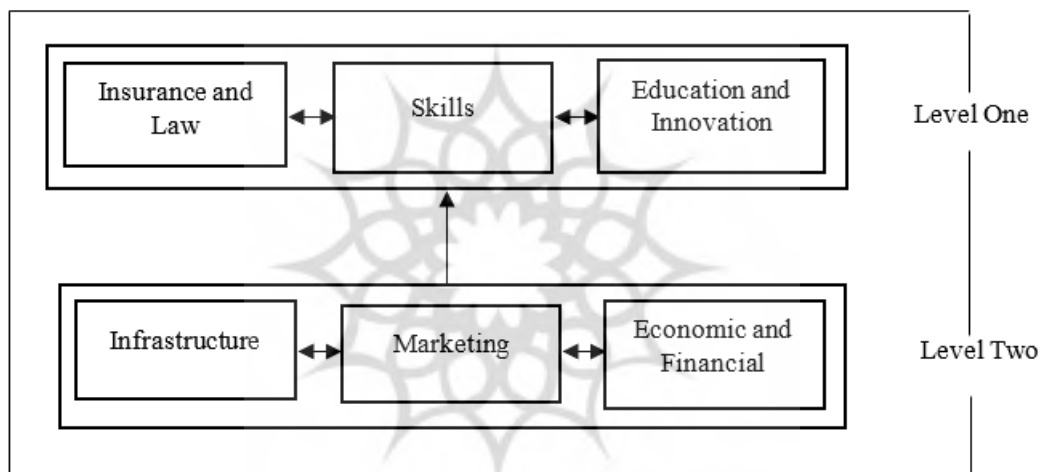 Insurance and
Law
Skills
Education and
Innovation
Level One
Infrastructure
Marketing
Economic and
Financial
Level Two